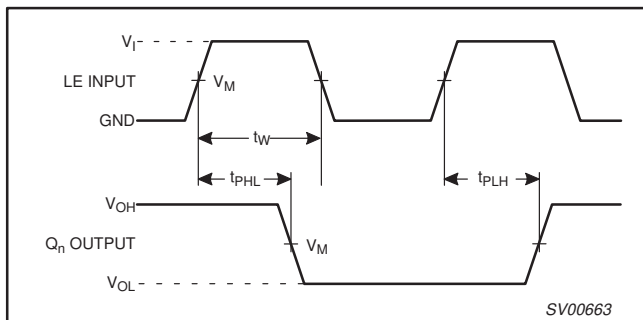 V_I
LE INPUT
V_M
GND
t_W
t_PHL
t_PLH
V_OH
Q_n OUTPUT
V_M
V_OL
SV00663